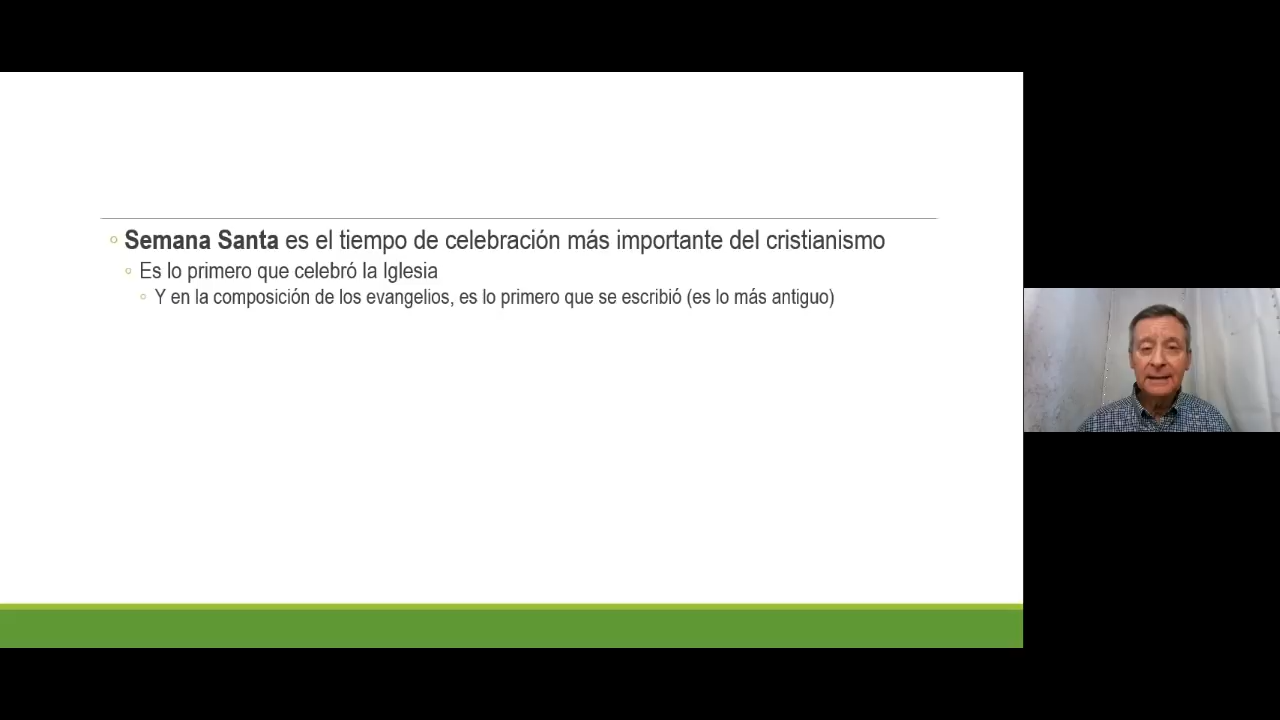 Semana Santa es el tiempo de celebración más importante del cristianismo
Es lo primero que celebró la Iglesia
Y en la composición de los evangelios, es lo primero que se escribió (es lo más antiguo)